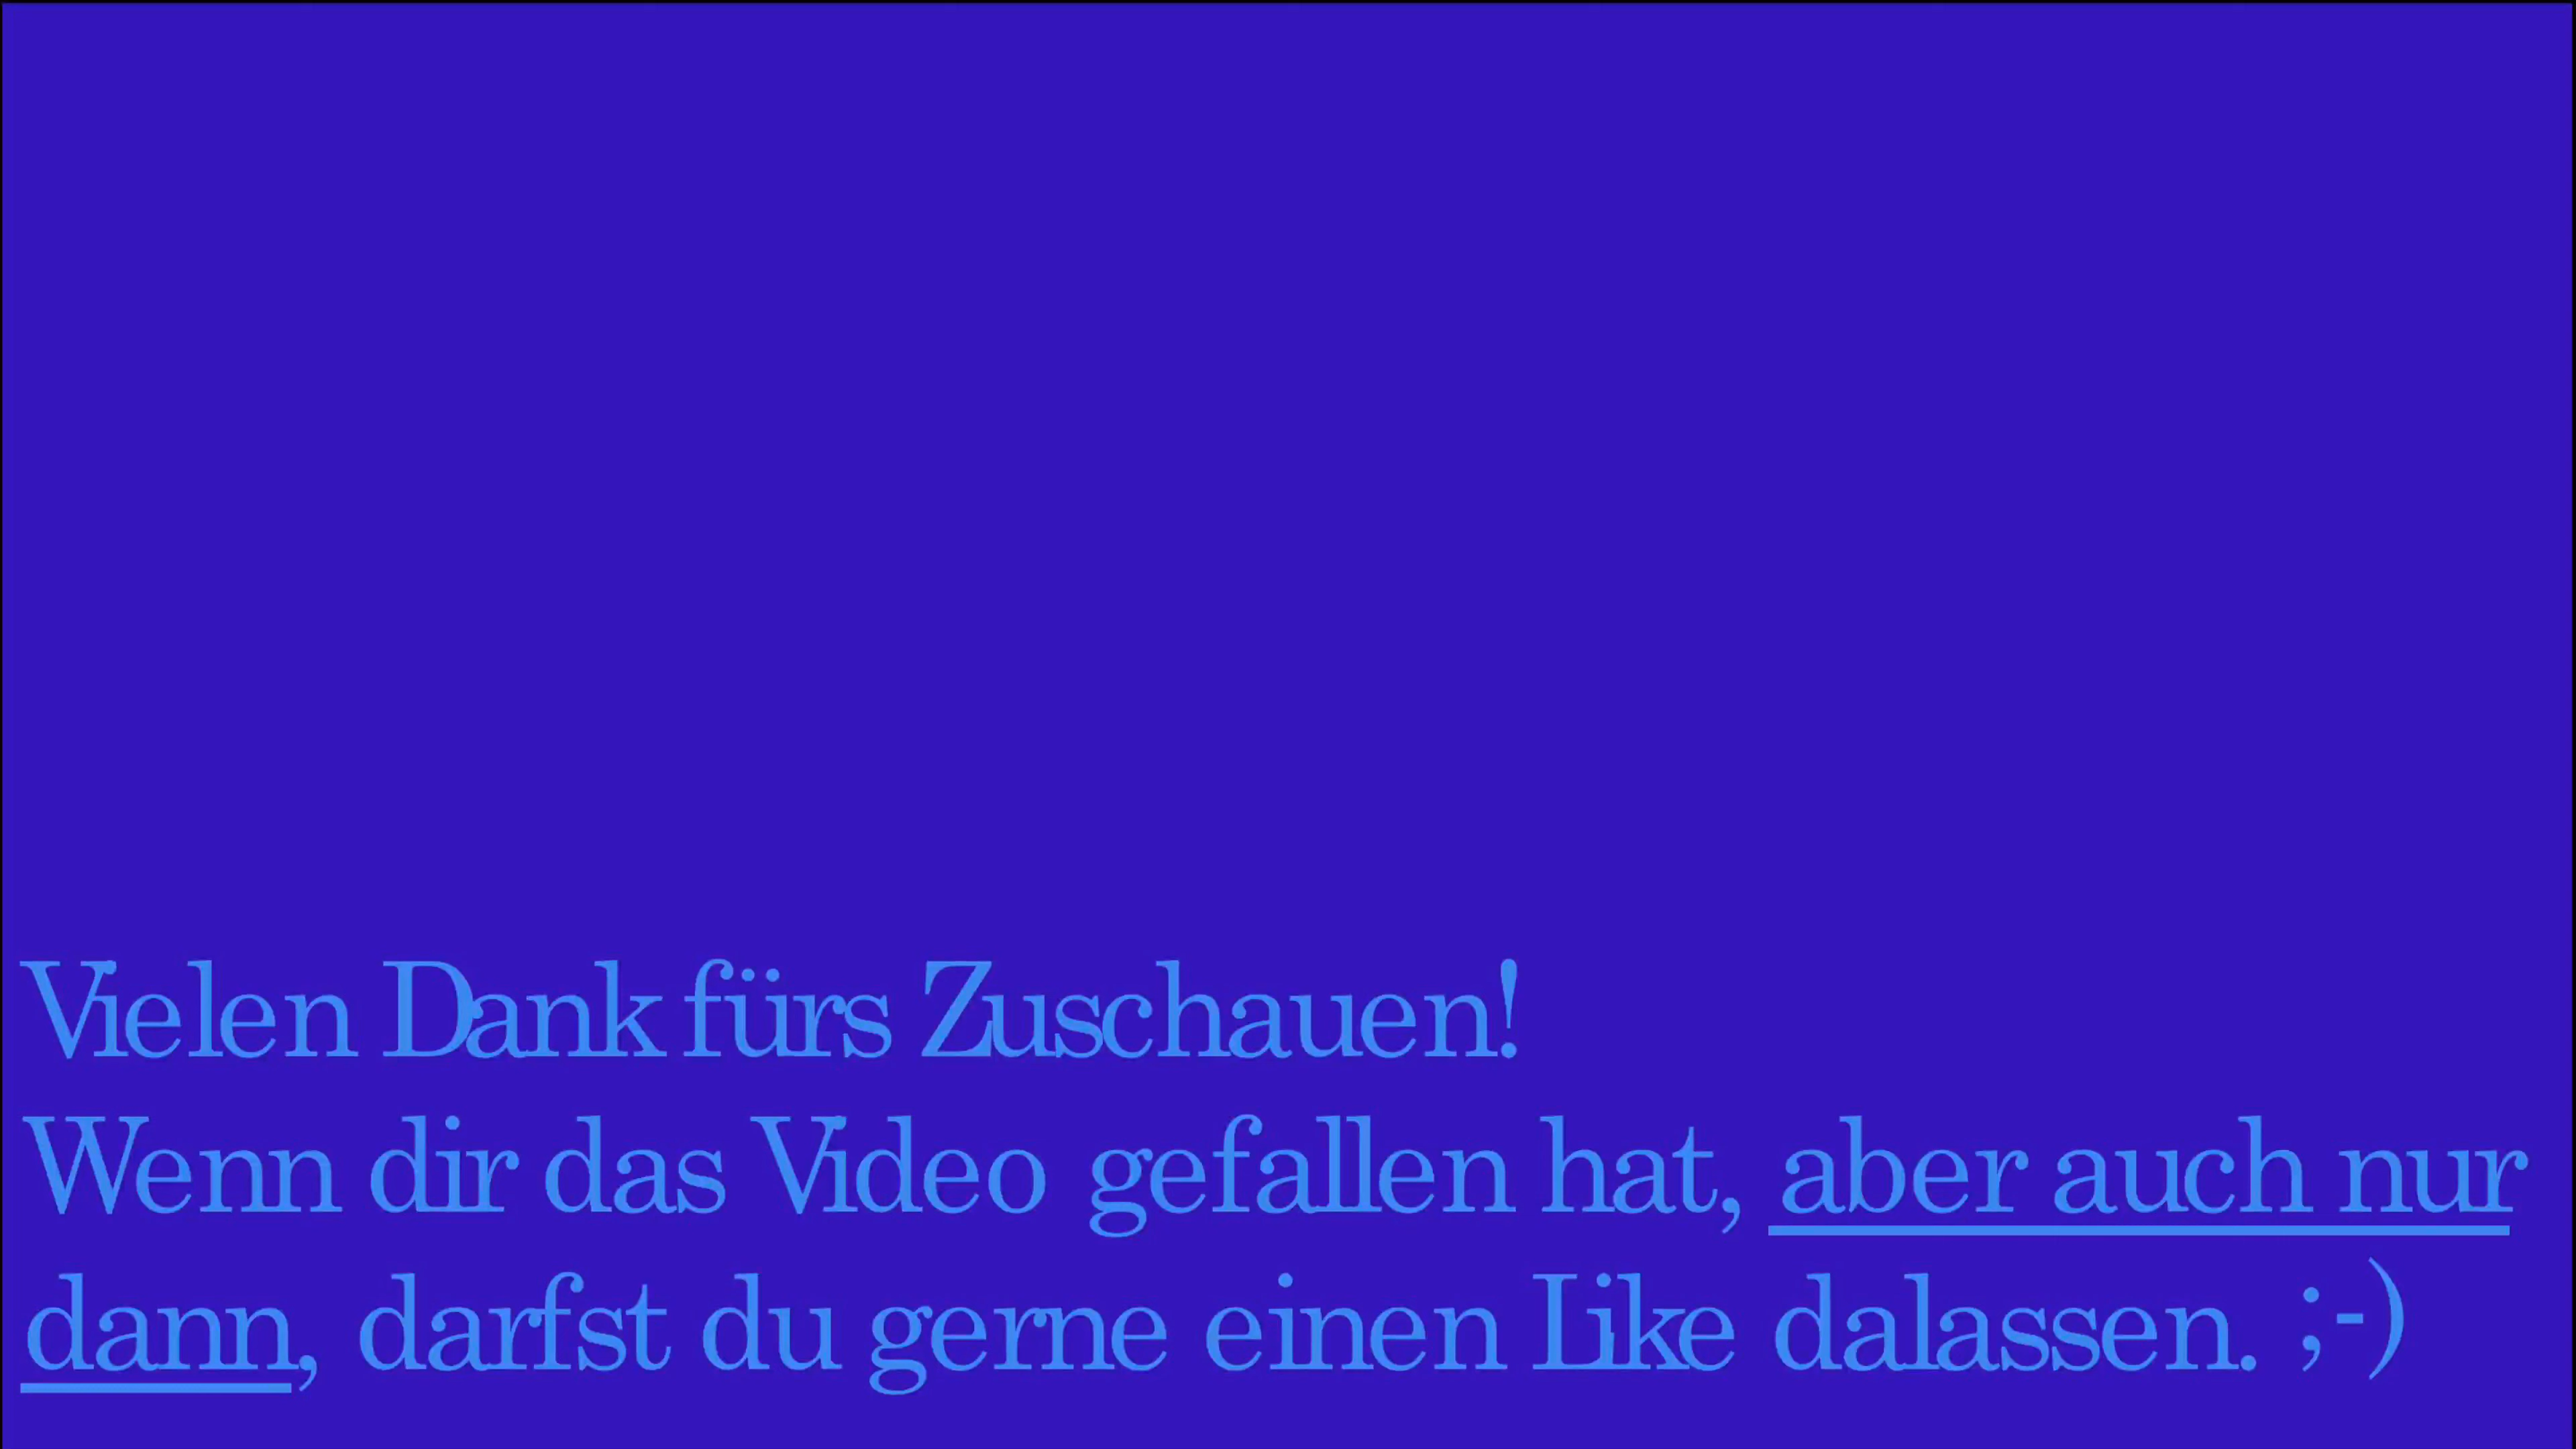 Vielen Dank fürs Zuschauen!
Wenn dir das Video gefallen hat, aber auch nur
dann, darfst du gerne einen Like dalassen. ;-)